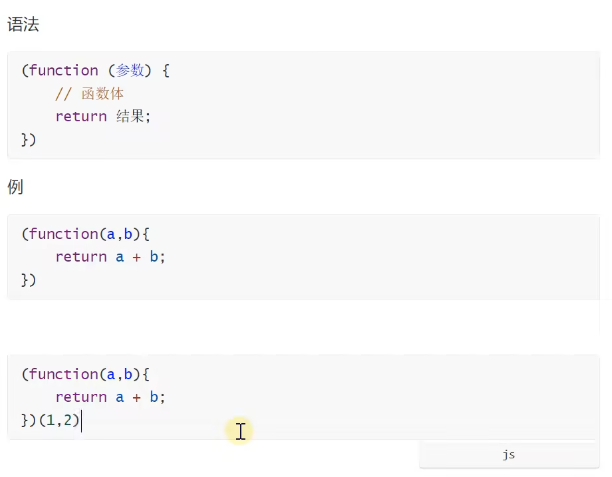 语法
(function (参数) {
    // 函数体
    return 结果;
})
例
(function(a,b){
    return a + b;
})
(function(a,b){
    return a + b;
})(1,2)
js